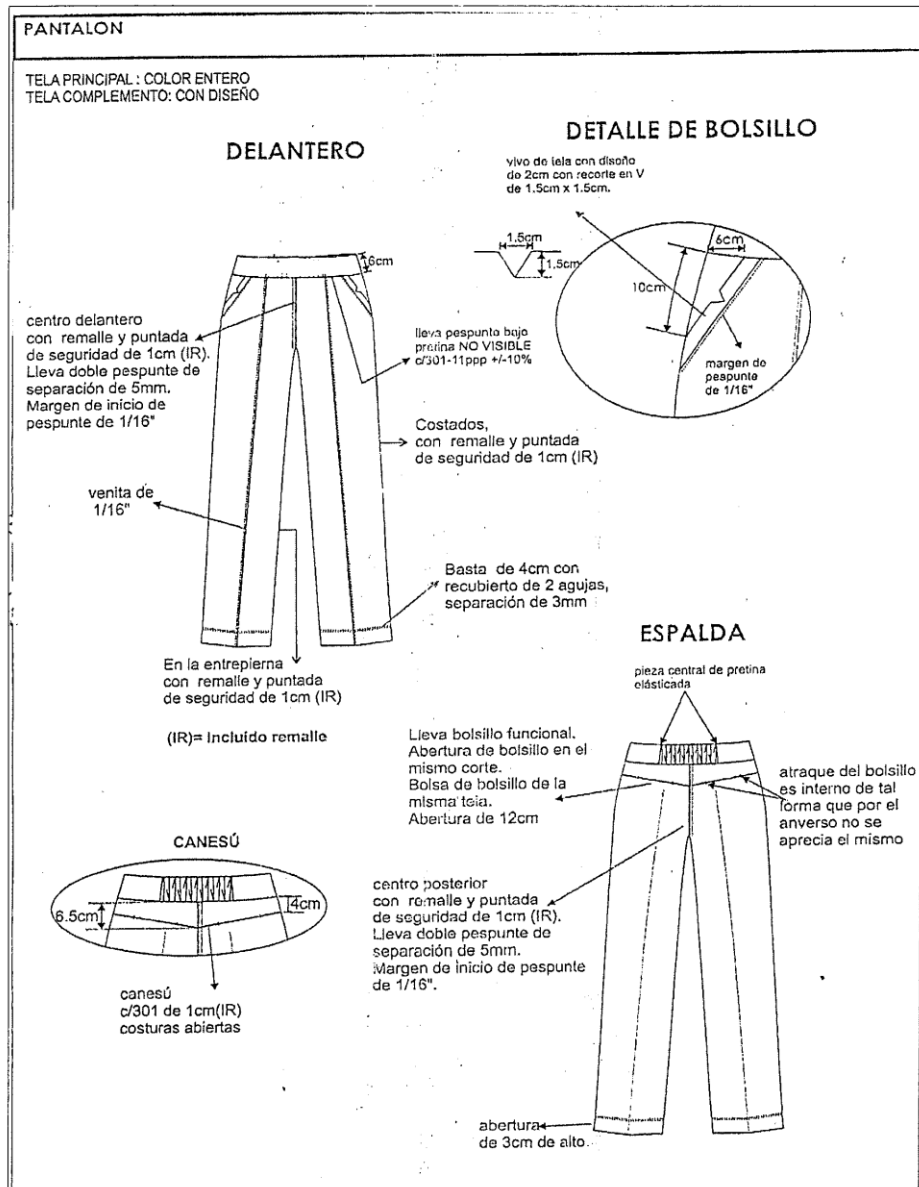 PANTALON
TELA PRINCIPAL : COLOR ENTERO
TELA COMPLEMENTO: CON DISEÑO
DELANTERO
DETALLE DE BOLSILLO
vivo de tela con diseño
de 2cm con recorte en V
de 1.5cm x 1.5cm.
1.5cm
1.5cm
6cm
10cm
margen de
pespunte
de 1/16"
6cm
centro delantero
con remalle y puntada
de seguridad de 1cm (IR).
Lleva doble pespunte de
separación de 5mm.
Margen de inicio de
pespunte de 1/16"
lleva pespunto bajo
pretina NO VISIBLE
c/301-11ppp +/-10%
Costados,
con remalle y puntada
de seguridad de 1cm (IR)
venita de
1/16"
Basta de 4cm con
recubierto de 2 agujas,
separación de 3mm
En la entrepierna
con remalle y puntada
de seguridad de 1cm (IR)
(IR)= Incluído remalle
ESPALDA
pieza central de pretina
elásticada
Lleva bolsillo funcional.
Abertura de bolsillo en el
mismo corte.
Bolsa de bolsillo de la
misma tela.
Abertura de 12cm
atraque del bolsillo
es interno de tal
forma que por el
anverso no se
aprecia el mismo
CANESÚ
6.5cm
4cm
canesú
c/301 de 1cm(IR)
costuras abiertas
centro posterior
con remalle y puntada
de seguridad de 1cm (IR).
Lleva doble pespunte de
separación de 5mm.
Margen de inicio de pespunte
de 1/16".
abertura
de 3cm de alto.